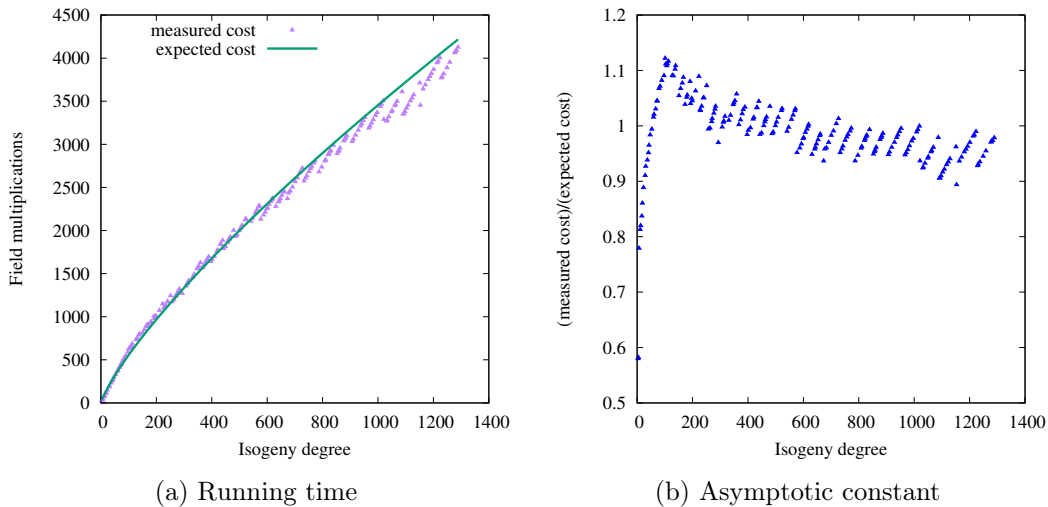 4500
4000
3500
3000
2500
2000
1500
1000
500
0
0 200 400 600 800 1000 1200 1400
Field multiplications
Isogeny degree
measured cost
expected cost
(a) Running time
1.2
1.1
1
0.9
0.8
0.7
0.6
0.5
0 200 400 600 800 1000 1200 1400
(measured cost)/(expected cost)
Isogeny degree
(b) Asymptotic constant